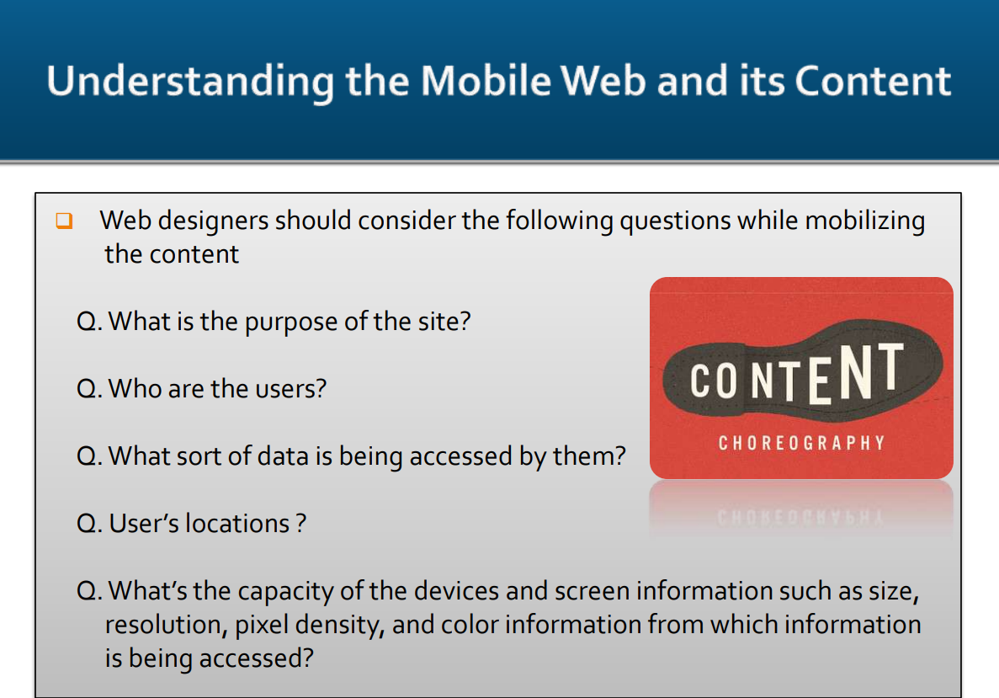 Understanding the Mobile Web and its Content
❑ Web designers should consider the following questions while mobilizing
the content
Q. What is the purpose of the site?
Q. Who are the users?
Q. What sort of data is being accessed by them?
Q. User’s locations ?
Q. What’s the capacity of the devices and screen information such as size,
resolution, pixel density, and color information from which information
is being accessed?
CONTENT
CHOREOGRAPHY